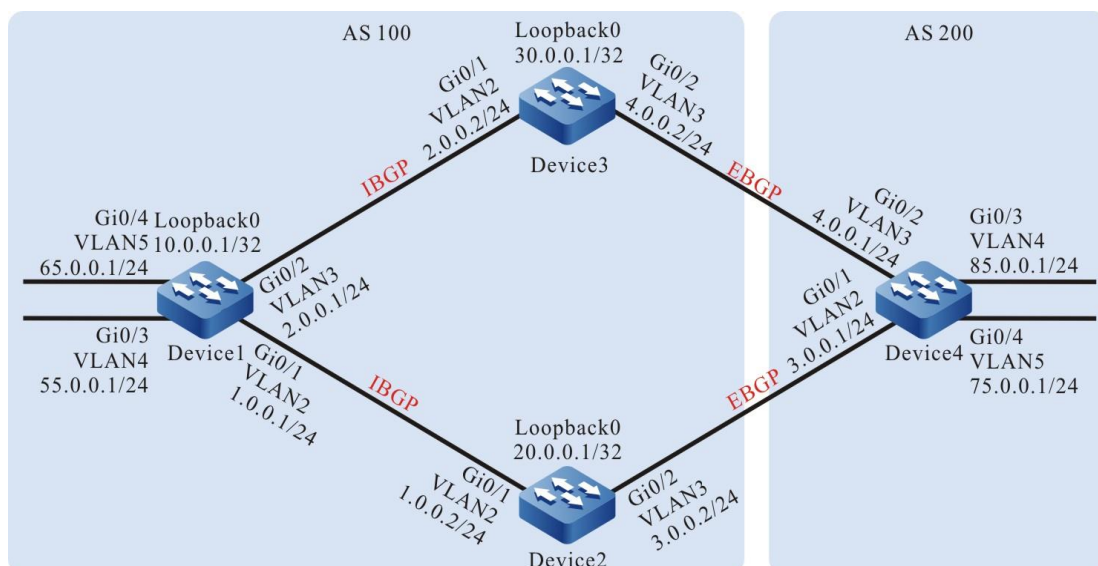 AS 100
AS 200
Loopback0
30.0.0.1/32
Gi0/1
VLAN2
2.0.0.2/24
Gi0/2
VLAN3
4.0.0.2/24
Device3
IBGP
EBGP
Gi0/4
VLAN5
65.0.0.1/24
Loopback0
10.0.0.1/32
Gi0/2
VLAN3
2.0.0.1/24
Gi0/2
VLAN3
4.0.0.1/24
Gi0/3
VLAN4
85.0.0.1/24
Gi0/3
VLAN4
55.0.0.1/24
Device1
Gi0/1
VLAN2
1.0.0.1/24
Gi0/1
VLAN2
3.0.0.1/24
Device4
Gi0/4
VLAN5
75.0.0.1/24
IBGP
EBGP
Loopback0
20.0.0.1/32
Gi0/1
VLAN2
1.0.0.2/24
Gi0/2
VLAN3
3.0.0.2/24
Device2